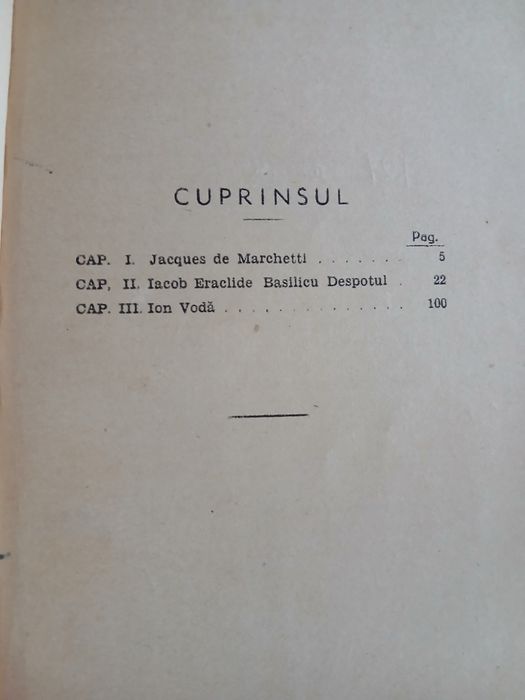 CUPRINSUL
Pag.
CAP. I. Jacques de Marchetti . . . . . . . 5
CAP, II. Iacob Eraclide Basilicu Despotul . 22
CAP. III. Ion Vodă . . . . . . . . . . . . . . 100